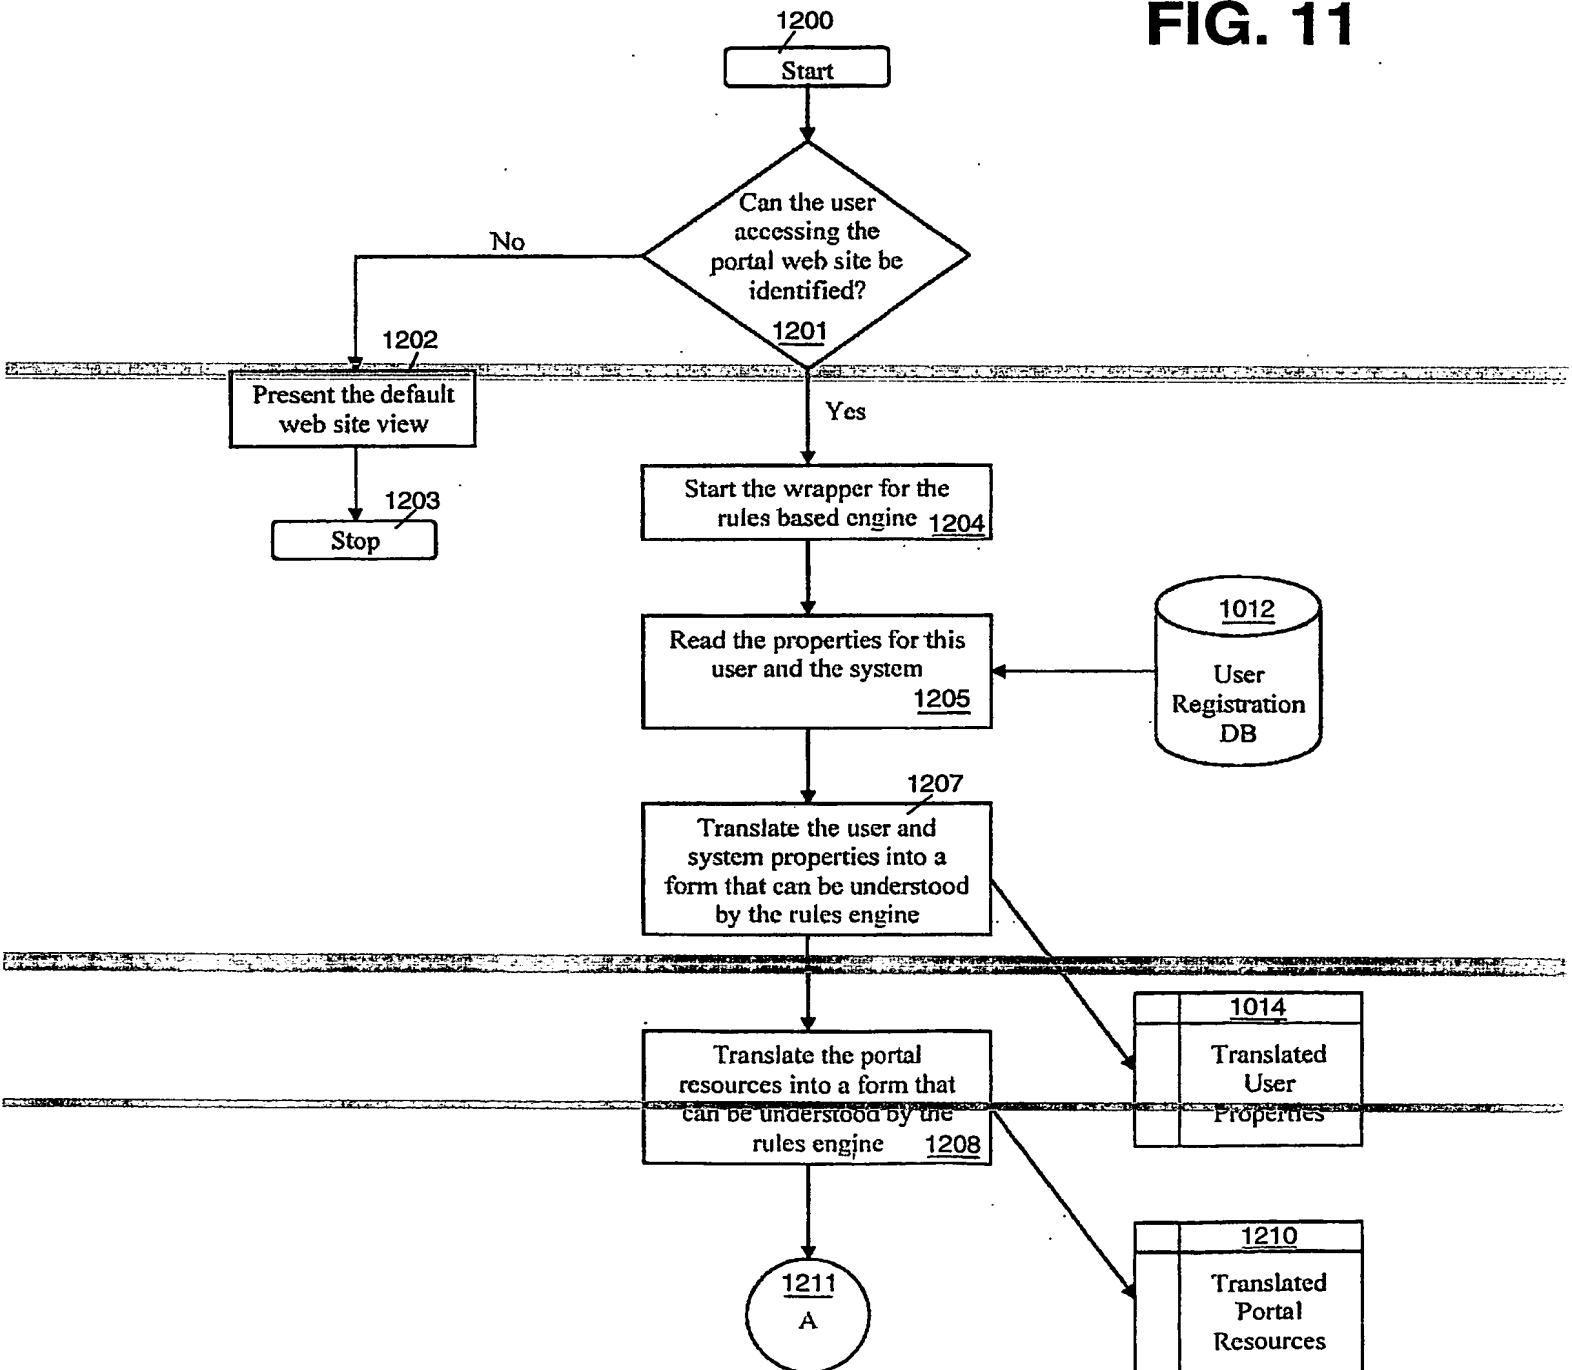 FIG. 11
1200
Start
Can the user
accessing the
portal web site be
identified?
1201
No
1202
Present the default
web site view
Yes
1203
Stop
Start the wrapper for the
rules based engine 1204
Read the properties for this
user and the system
1205
1012
User
Registration
DB
1207
Translate the user and
system properties into a
form that can be understood
by the rules engine
1014
Translated
User
Properties
Translate the portal
resources into a form that
can be understood by the
rules engine 1208
1210
Translated
Portal
Resources
1211
A